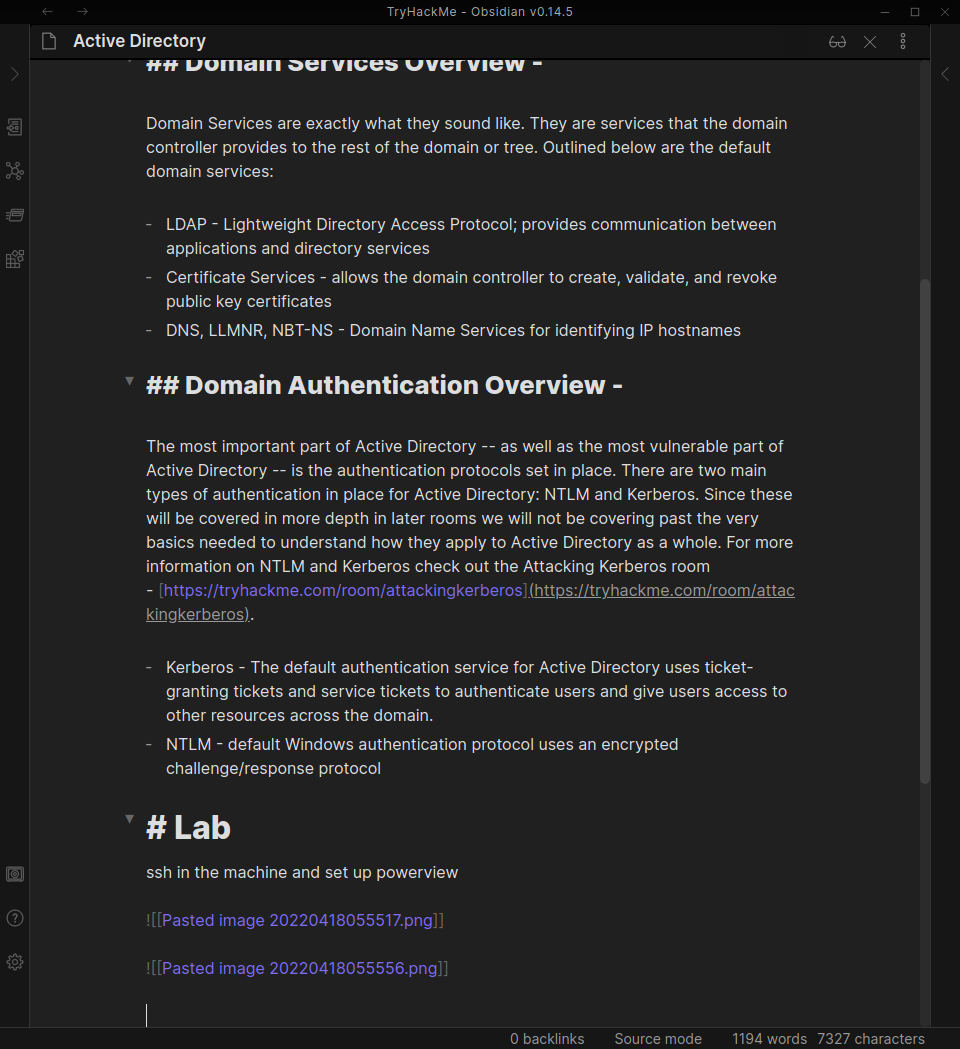 TryHackMe - Obsidian v0.14.5
Active Directory
## Domain Services Overview -
Domain Services are exactly what they sound like. They are services that the domain
controller provides to the rest of the domain or tree. Outlined below are the default
domain services:
- LDAP - Lightweight Directory Access Protocol; provides communication between
applications and directory services
- Certificate Services - allows the domain controller to create, validate, and revoke
public key certificates
- DNS, LLMNR, NBT-NS - Domain Name Services for identifying IP hostnames
## Domain Authentication Overview -
The most important part of Active Directory -- as well as the most vulnerable part of
Active Directory -- is the authentication protocols set in place. There are two main
types of authentication in place for Active Directory: NTLM and Kerberos. Since these
will be covered in more depth in later rooms we will not be covering past the very
basics needed to understand how they apply to Active Directory as a whole. For more
information on NTLM and Kerberos check out the Attacking Kerberos room
- [https://tryhackme.com/room/attackingkerberos](https://tryhackme.com/room/attac
kingkerberos).
- Kerberos - The default authentication service for Active Directory uses ticket-
granting tickets and service tickets to authenticate users and give users access to
other resources across the domain.
- NTLM - default Windows authentication protocol uses an encrypted
challenge/response protocol
# Lab
ssh in the machine and set up powerview
![[Pasted image 20220418055517.png]]
![[Pasted image 20220418055556.png]]
0 backlinks Source mode 1194 words 7327 characters